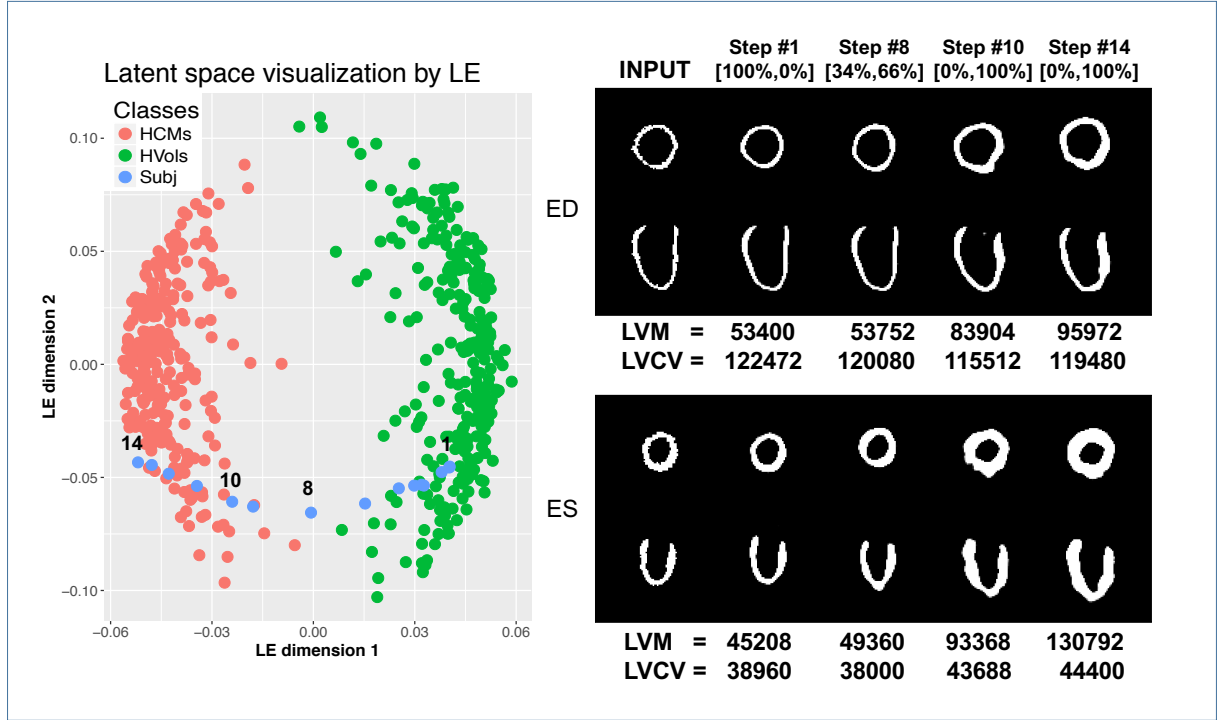 Latent space visualization by LE
Classes
HCMs
HVols
Subj
0.10
0.05
0.00
−0.05
−0.10
−0.06
−0.03
0.00
0.03
0.06
LE dimension 1
LE dimension 2
14
10
8
1
INPUT
Step #1
[100%,0%]
Step #8
[34%,66%]
Step #10
[0%,100%]
Step #14
[0%,100%]
ED
LVM = 53400 53752 83904 95972
LVCV = 122472 120080 115512 119480
ES
LVM = 45208 49360 93368 130792
LVCV = 38960 38000 43688 44400